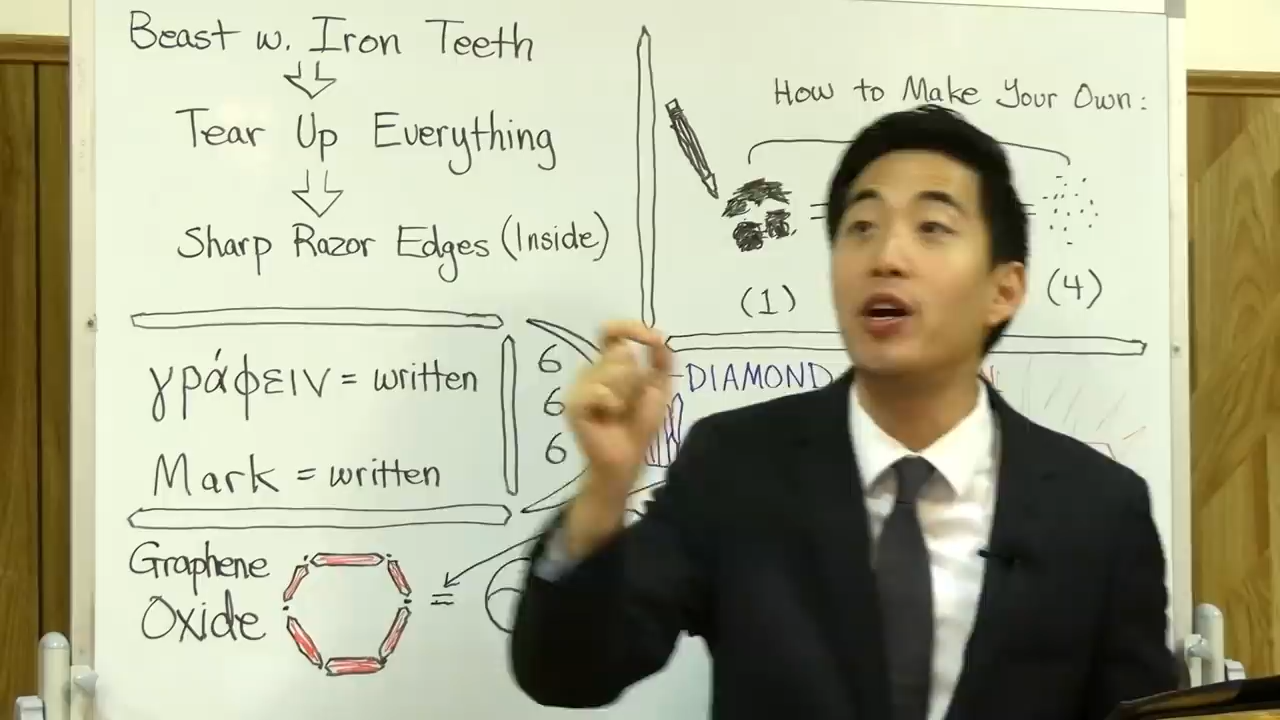 Beast w. Iron Teeth
Tear Up Everything
Sharp Razor Edges (Inside)
How to Make Your Own:
(1)
(4)
γράφειν = written
Mark = written
6
6
6
DIAMOND
Graphene
Oxide
=